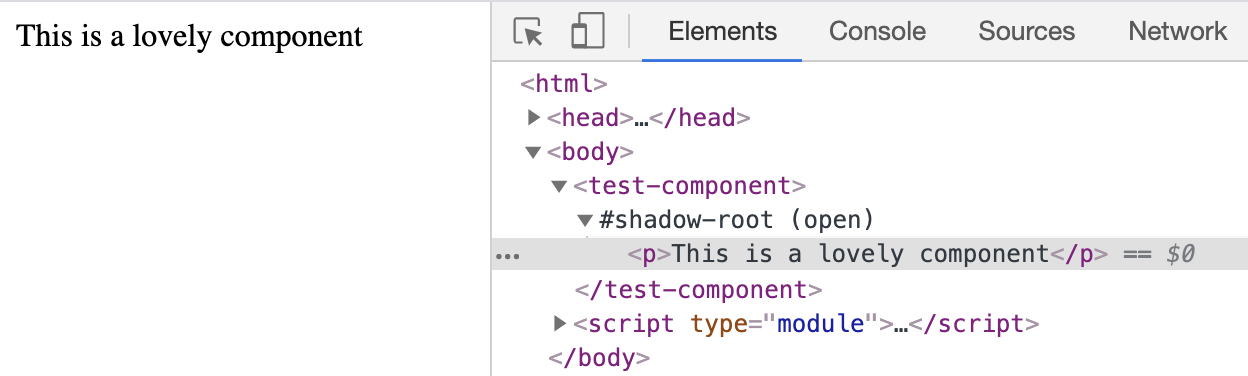 This is a lovely component
Elements Console Sources Network
<html>
<head>…</head>
<body>
<test-component>
#shadow-root (open)
<p>This is a lovely component</p> == $0
</test-component>
<script type="module">…</script>
</body>